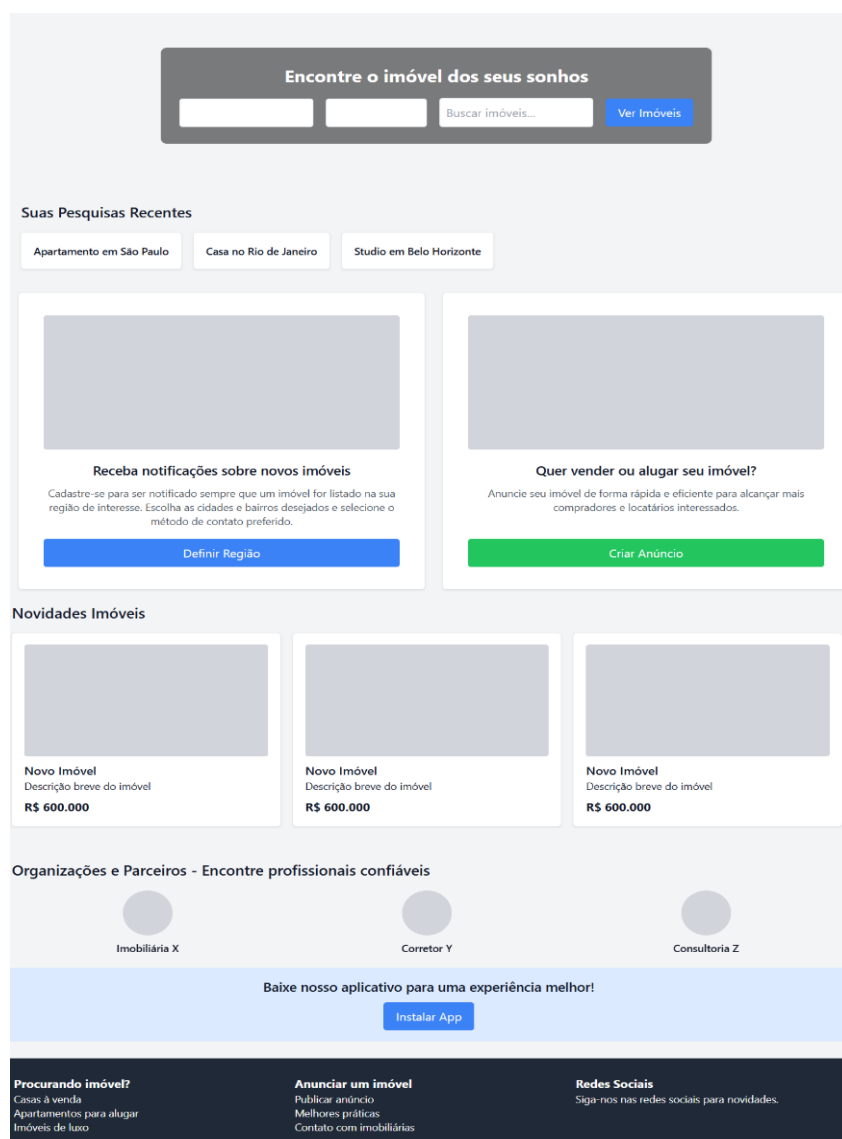 Encontre o imóvel dos seus sonhos
Buscar imóveis...
Ver Imóveis
Suas Pesquisas Recentes
Apartamento em São Paulo
Casa no Rio de Janeiro
Studio em Belo Horizonte
Receba notificações sobre novos imóveis
Cadastre-se para ser notificado sempre que um imóvel for listado na sua
região de interesse. Escolha as cidades e bairros desejados e selecione o
método de contato preferido.
Definir Região
Quer vender ou alugar seu imóvel?
Anuncie seu imóvel de forma rápida e eficiente para alcançar mais
compradores e locatários interessados.
Criar Anúncio
Novidades Imóveis
Novo Imóvel
Descrição breve do imóvel
R$ 600.000
Novo Imóvel
Descrição breve do imóvel
R$ 600.000
Novo Imóvel
Descrição breve do imóvel
R$ 600.000
Organizações e Parceiros - Encontre profissionais confiáveis
Imobiliária X
Corretor Y
Consultoria Z
Baixe nosso aplicativo para uma experiência melhor!
Instalar App
Procurando imóvel?
Casas à venda
Apartamentos para alugar
Imóveis de luxo
Anunciar um imóvel
Publicar anúncio
Melhores práticas
Contato com imobiliárias
Redes Sociais
Siga-nos nas redes sociais para novidades.